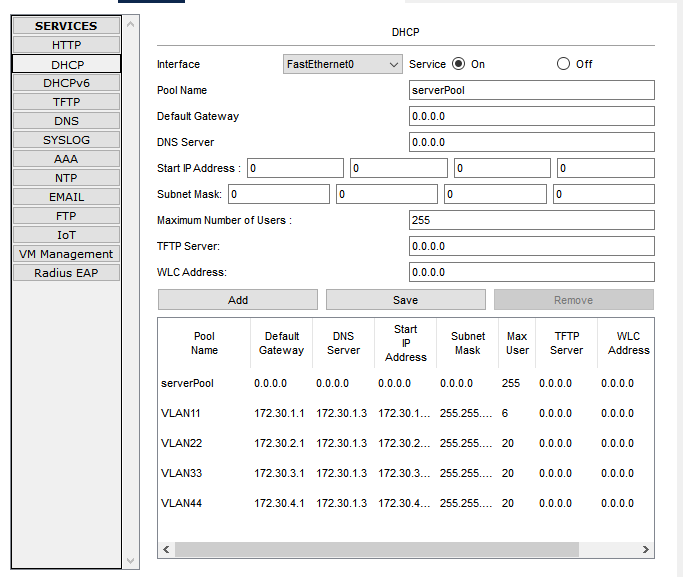 SERVICES
HTTP
DHCP
DHCPv6
TFTP
DNS
SYSLOG
AAA
NTP
EMAIL
FTP
IoT
VM Management
Radius EAP
DHCP
Interface FastEthernet0 Service On Off
Pool Name serverPool
Default Gateway 0.0.0.0
DNS Server 0.0.0.0
Start IP Address : 0 0 0 0
Subnet Mask: 0 0 0 0
Maximum Number of Users : 255
TFTP Server: 0.0.0.0
WLC Address: 0.0.0.0
Add Save Remove
Pool Name Default Gateway DNS Server Start IP Address Subnet Mask Max User TFTP Server WLC Address
serverPool 0.0.0.0 0.0.0.0 0.0.0.0 0.0.0.0 255 0.0.0.0 0.0.0.0
VLAN11 172.30.1.1 172.30.1.3 172.30.1... 255.255.... 6 0.0.0.0 0.0.0.0
VLAN22 172.30.2.1 172.30.1.3 172.30.2... 255.255.... 20 0.0.0.0 0.0.0.0
VLAN33 172.30.3.1 172.30.1.3 172.30.3... 255.255.... 20 0.0.0.0 0.0.0.0
VLAN44 172.30.4.1 172.30.1.3 172.30.4... 255.255.... 20 0.0.0.0 0.0.0.0